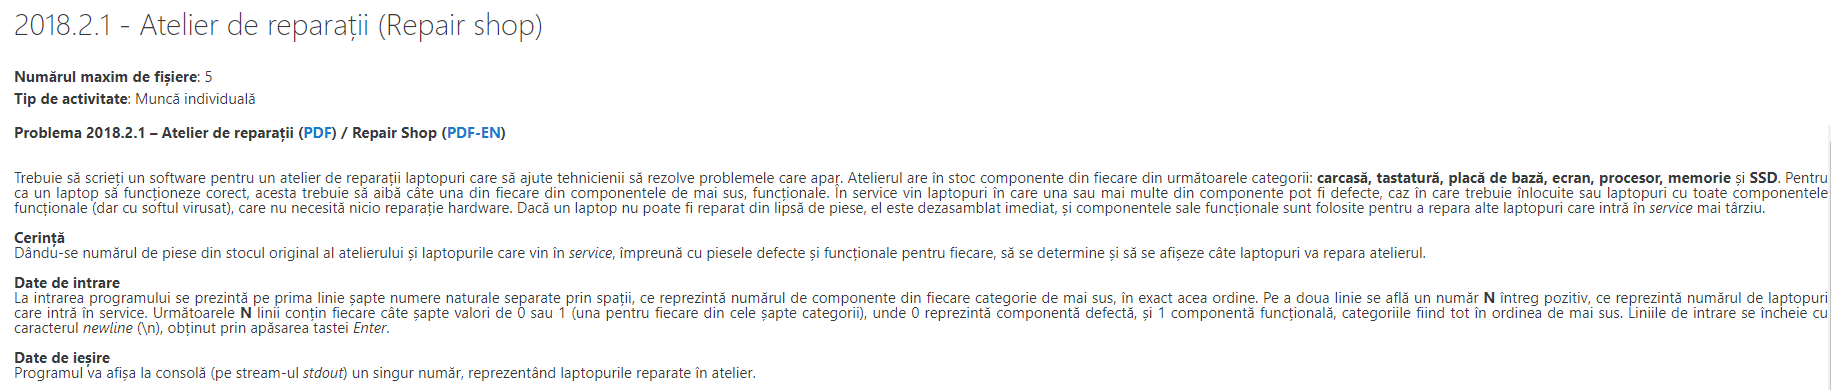 2018.2.1 - Atelier de reparații (Repair shop)
Numărul maxim de fișiere: 5
Tip de activitate: Muncă individuală
Problema 2018.2.1 – Atelier de reparații (PDF) / Repair Shop (PDF-EN)
Trebuie să scrieți un software pentru un atelier de reparații laptopuri care să ajute tehnicienii să rezolve problemele care apar. Atelierul are în stoc componente din fiecare din următoarele categorii: carcasă, tastatură, placă de bază, ecran, procesor, memorie și SSD. Pentru
ca un laptop să funcționeze corect, acesta trebuie să aibă câte una din fiecare din componentele de mai sus, funcționale. În service vin laptopuri în care una sau mai multe din componente pot fi defecte, caz în care trebuie înlocuite sau laptopuri cu toate componentele
funcționale (dar cu softul virusat), care nu necesită nicio reparație hardware. Dacă un laptop nu poate fi reparat din lipsă de piese, el este dezasamblat imediat, și componentele sale funcționale sunt folosite pentru a repara alte laptopuri care intră în service mai târziu.
Cerință
Dându-se numărul de piese din stocul original al atelierului și laptopurile care vin în service, împreună cu piesele defecte și funcționale pentru fiecare, să se determine și să se afișeze câte laptopuri va repara atelierul.
Date de intrare
La intrarea programului se prezintă pe prima linie șapte numere naturale separate prin spații, ce reprezintă numărul de componente din fiecare categorie de mai sus, în exact acea ordine. Pe a doua linie se află un număr N întreg pozitiv, ce reprezintă numărul de laptopuri
care intră în service. Următoarele N linii conțin fiecare câte șapte valori de 0 sau 1 (una pentru fiecare din cele șapte categorii), unde 0 reprezintă componentă defectă, și 1 componentă funcțională, categoriile fiind tot în ordinea de mai sus. Liniile de intrare se încheie cu
caracterul newline (\n), obținut prin apăsarea tastei Enter.
Date de ieșire
Programul va afișa la consolă (pe stream-ul stdout) un singur număr, reprezentând laptopurile reparate în atelier.